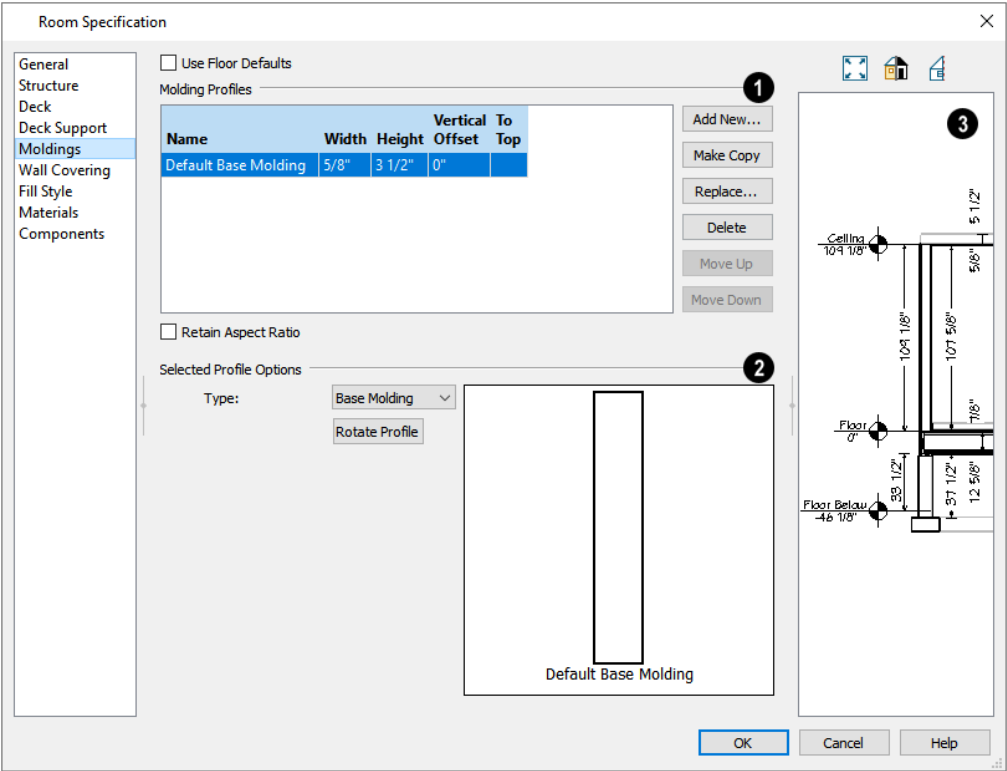 Room Specification
General
Structure
Deck
Deck Support
Moldings
Wall Covering
Fill Style
Materials
Components
Use Floor Defaults
Molding Profiles
1
Name Width Height Vertical Offset To Top
Default Base Molding 5/8" 3 1/2" 0"
Add New...
Make Copy
Replace...
Delete
Move Up
Move Down
Retain Aspect Ratio
Selected Profile Options
2
Type: Base Molding
Rotate Profile
Default Base Molding
3
5 1/2"
Ceiling
109 1/8"
5/8"
109 1/8"
107 5/8"
7/8"
Floor
0"
33 1/2"
37 1/2"
12 5/8"
Floor Below
-46 1/8"
OK
Cancel
Help